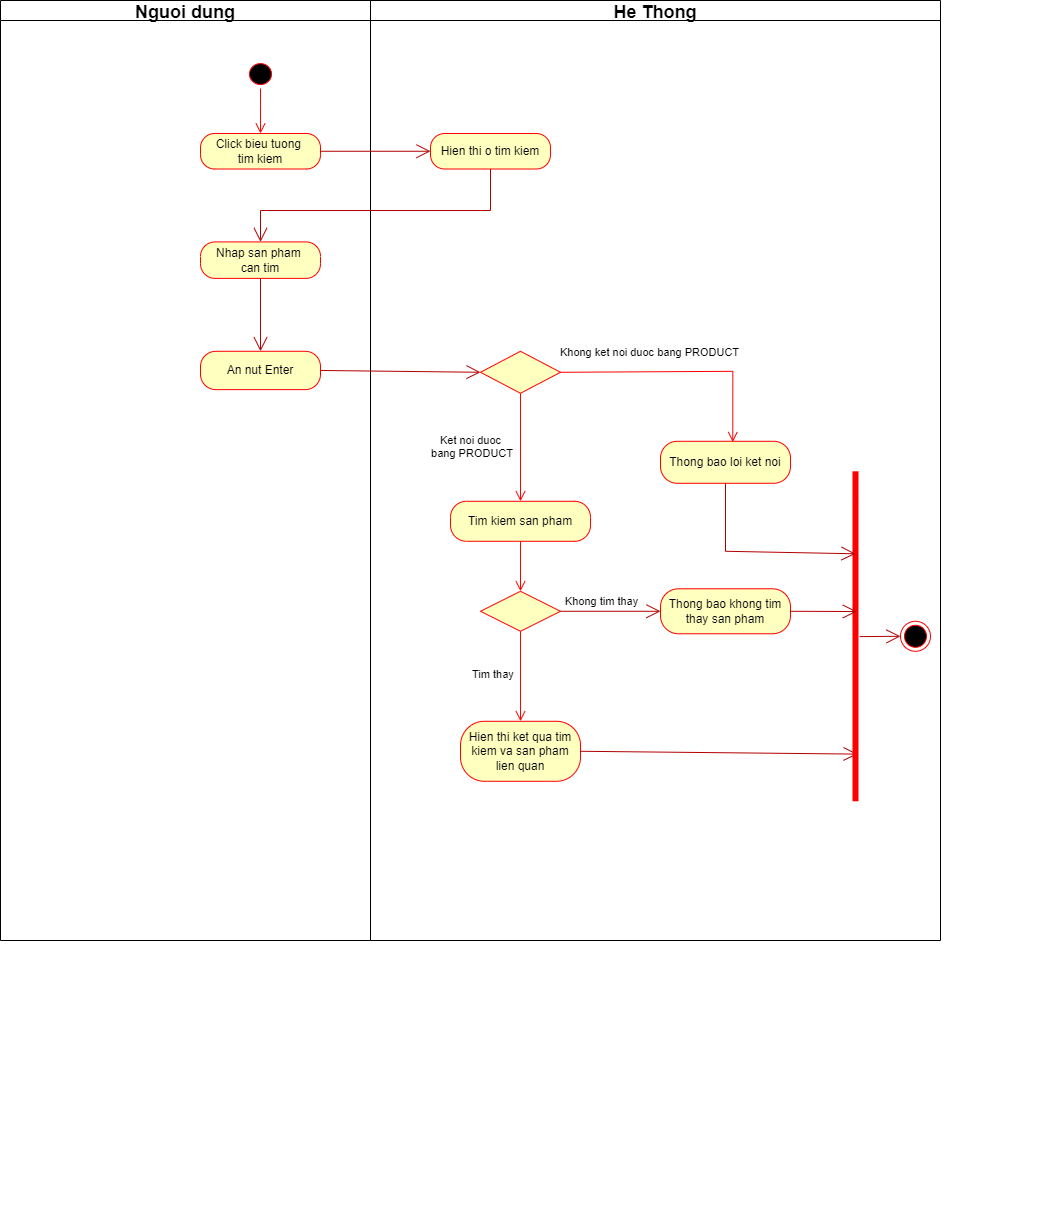 Nguoi dung
He Thong
Click bieu tuong
tim kiem
Hien thi o tim kiem
Nhap san pham
can tim
An nut Enter
Khong ket noi duoc bang PRODUCT
Ket noi duoc
bang PRODUCT
Thong bao loi ket noi
Tim kiem san pham
Khong tim thay
Thong bao khong tim
thay san pham
Tim thay
Hien thi ket qua tim
kiem va san pham
lien quan